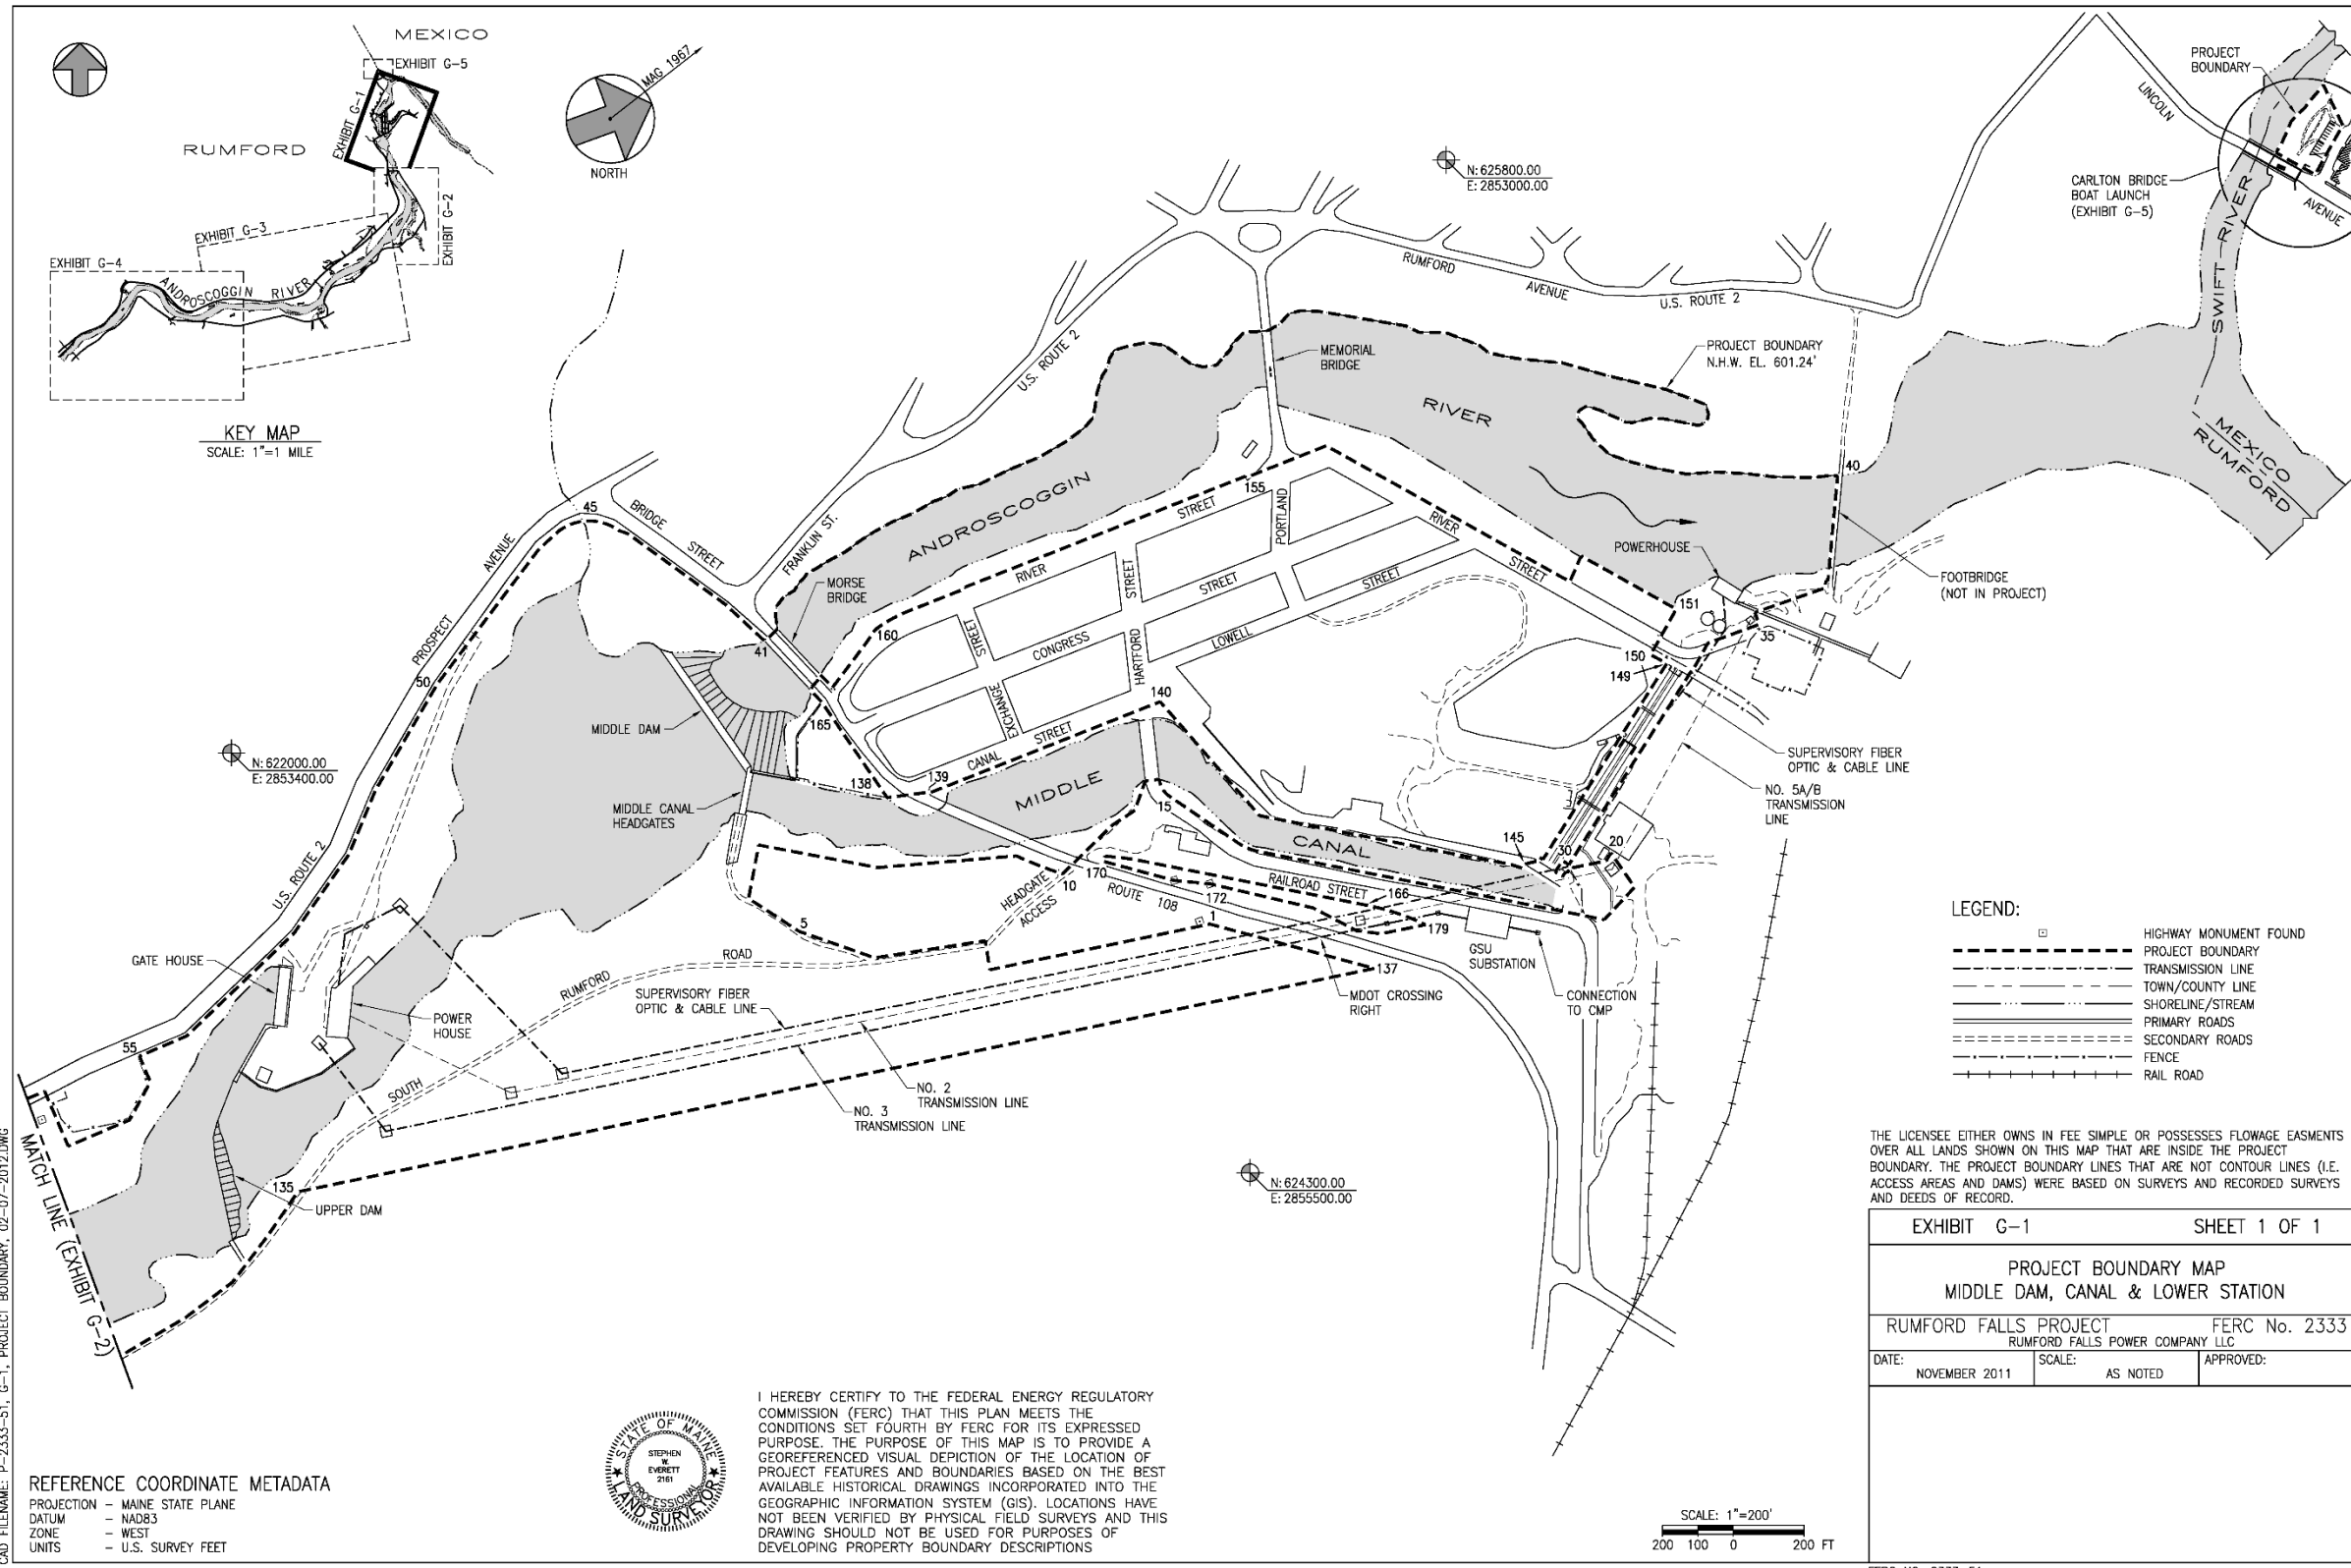 MEXICO
EXHIBIT G-5
EXHIBIT G-1
RUMFORD
EXHIBIT G-2
EXHIBIT G-3
EXHIBIT G-4
ANDROSCOGGIN RIVER
KEY MAP
SCALE: 1"=1 MILE
MAG 1967
NORTH
N:625800.00
E: 2853000.00
PROJECT
BOUNDARY
LINCOLN
CARLTON BRIDGE
BOAT LAUNCH
(EXHIBIT G-5)
AVENUE
SWIFT RIVER
RUMFORD
AVENUE
U.S. ROUTE 2
U.S. ROUTE 2
MEMORIAL
BRIDGE
PROJECT BOUNDARY
N.H.W. EL. 601.24'
RIVER
MEXICO
RUMFORD
40
45
BRIDGE
STREET
FRANKLIN ST.
ANDROSCOGGIN
155
STREET
PORTLAND
RIVER
STREET
POWERHOUSE
FOOTBRIDGE
(NOT IN PROJECT)
PROSPECT
AVENUE
MORSE
BRIDGE
RIVER
STREET
STREET
STREET
151
35
160
STREET
CONGRESS
HARTFORD
LOWELL
41
50
150
149
EXCHANGE
140
MIDDLE DAM
165
CANAL
STREET
SUPERVISORY FIBER
OPTIC & CABLE LINE
N: 622000.00
E: 2853400.00
138
139
MIDDLE
NO. 5A/B
TRANSMISSION
LINE
MIDDLE CANAL
HEADGATES
15
CANAL
145
30
20
U.S. ROUTE 2
HEADGATE
ACCESS
10
170
ROUTE 108
RAILROAD STREET
166
172
1
179
5
GSU
SUBSTATION
137
GATE HOUSE
ROAD
RUMFORD
SOUTH
SUPERVISORY FIBER
OPTIC & CABLE LINE
MDOT CROSSING
RIGHT
CONNECTION
TO CMP
POWER
HOUSE
55
NO. 2
TRANSMISSION LINE
NO. 3
TRANSMISSION LINE
135
UPPER DAM
N: 624300.00
E: 2855500.00
MATCH LINE (EXHIBIT G-2)
LEGEND:
HIGHWAY MONUMENT FOUND
PROJECT BOUNDARY
TRANSMISSION LINE
TOWN/COUNTY LINE
SHORELINE/STREAM
PRIMARY ROADS
SECONDARY ROADS
FENCE
RAIL ROAD
THE LICENSEE EITHER OWNS IN FEE SIMPLE OR POSSESSES FLOWAGE EASMENTS
OVER ALL LANDS SHOWN ON THIS MAP THAT ARE INSIDE THE PROJECT
BOUNDARY. THE PROJECT BOUNDARY LINES THAT ARE NOT CONTOUR LINES (I.E.
ACCESS AREAS AND DAMS) WERE BASED ON SURVEYS AND RECORDED SURVEYS
AND DEEDS OF RECORD.
EXHIBIT G-1 SHEET 1 OF 1
PROJECT BOUNDARY MAP
MIDDLE DAM, CANAL & LOWER STATION
RUMFORD FALLS PROJECT FERC No. 2333
RUMFORD FALLS POWER COMPANY LLC
DATE: SCALE: APPROVED:
NOVEMBER 2011 AS NOTED
I HEREBY CERTIFY TO THE FEDERAL ENERGY REGULATORY
COMMISSION (FERC) THAT THIS PLAN MEETS THE
CONDITIONS SET FOURTH BY FERC FOR ITS EXPRESSED
PURPOSE. THE PURPOSE OF THIS MAP IS TO PROVIDE A
GEOREFERENCED VISUAL DEPICTION OF THE LOCATION OF
PROJECT FEATURES AND BOUNDARIES BASED ON THE BEST
AVAILABLE HISTORICAL DRAWINGS INCORPORATED INTO THE
GEOGRAPHIC INFORMATION SYSTEM (GIS). LOCATIONS HAVE
NOT BEEN VERIFIED BY PHYSICAL FIELD SURVEYS AND THIS
DRAWING SHOULD NOT BE USED FOR PURPOSES OF
DEVELOPING PROPERTY BOUNDARY DESCRIPTIONS
STATE OF MAINE
STEPHEN
W.
EVERETT
2161
PROFESSIONAL
LAND SURVEYOR
REFERENCE COORDINATE METADATA
PROJECTION - MAINE STATE PLANE
DATUM - NAD83
ZONE - WEST
UNITS - U.S. SURVEY FEET
SCALE: 1"=200'
200 100 0 200 FT
CAD FILENAME: P-2333-51, G-1, PROJECT BOUNDARY, 02-07-2012.DWG